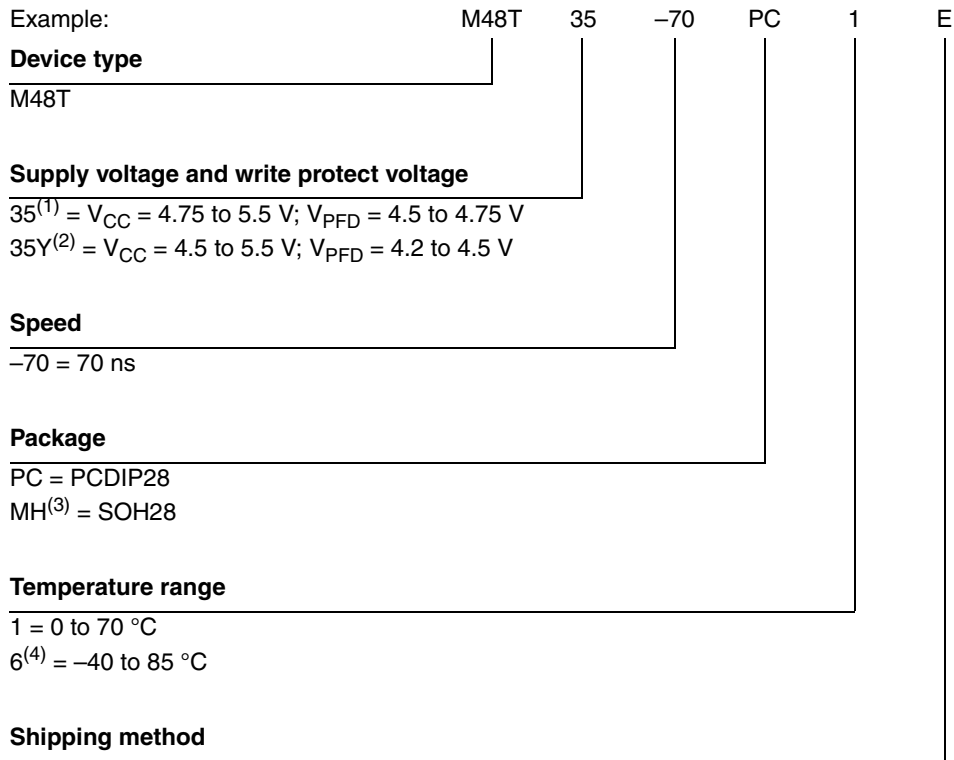 Example: M48T 35 –70 PC 1 E
Device type
M48T
Supply voltage and write protect voltage
35(1) = VCC = 4.75 to 5.5 V; VPFD = 4.5 to 4.75 V
35Y(2) = VCC = 4.5 to 5.5 V; VPFD = 4.2 to 4.5 V
Speed
–70 = 70 ns
Package
PC = PCDIP28
MH(3) = SOH28
Temperature range
1 = 0 to 70 °C
6(4) = –40 to 85 °C
Shipping method